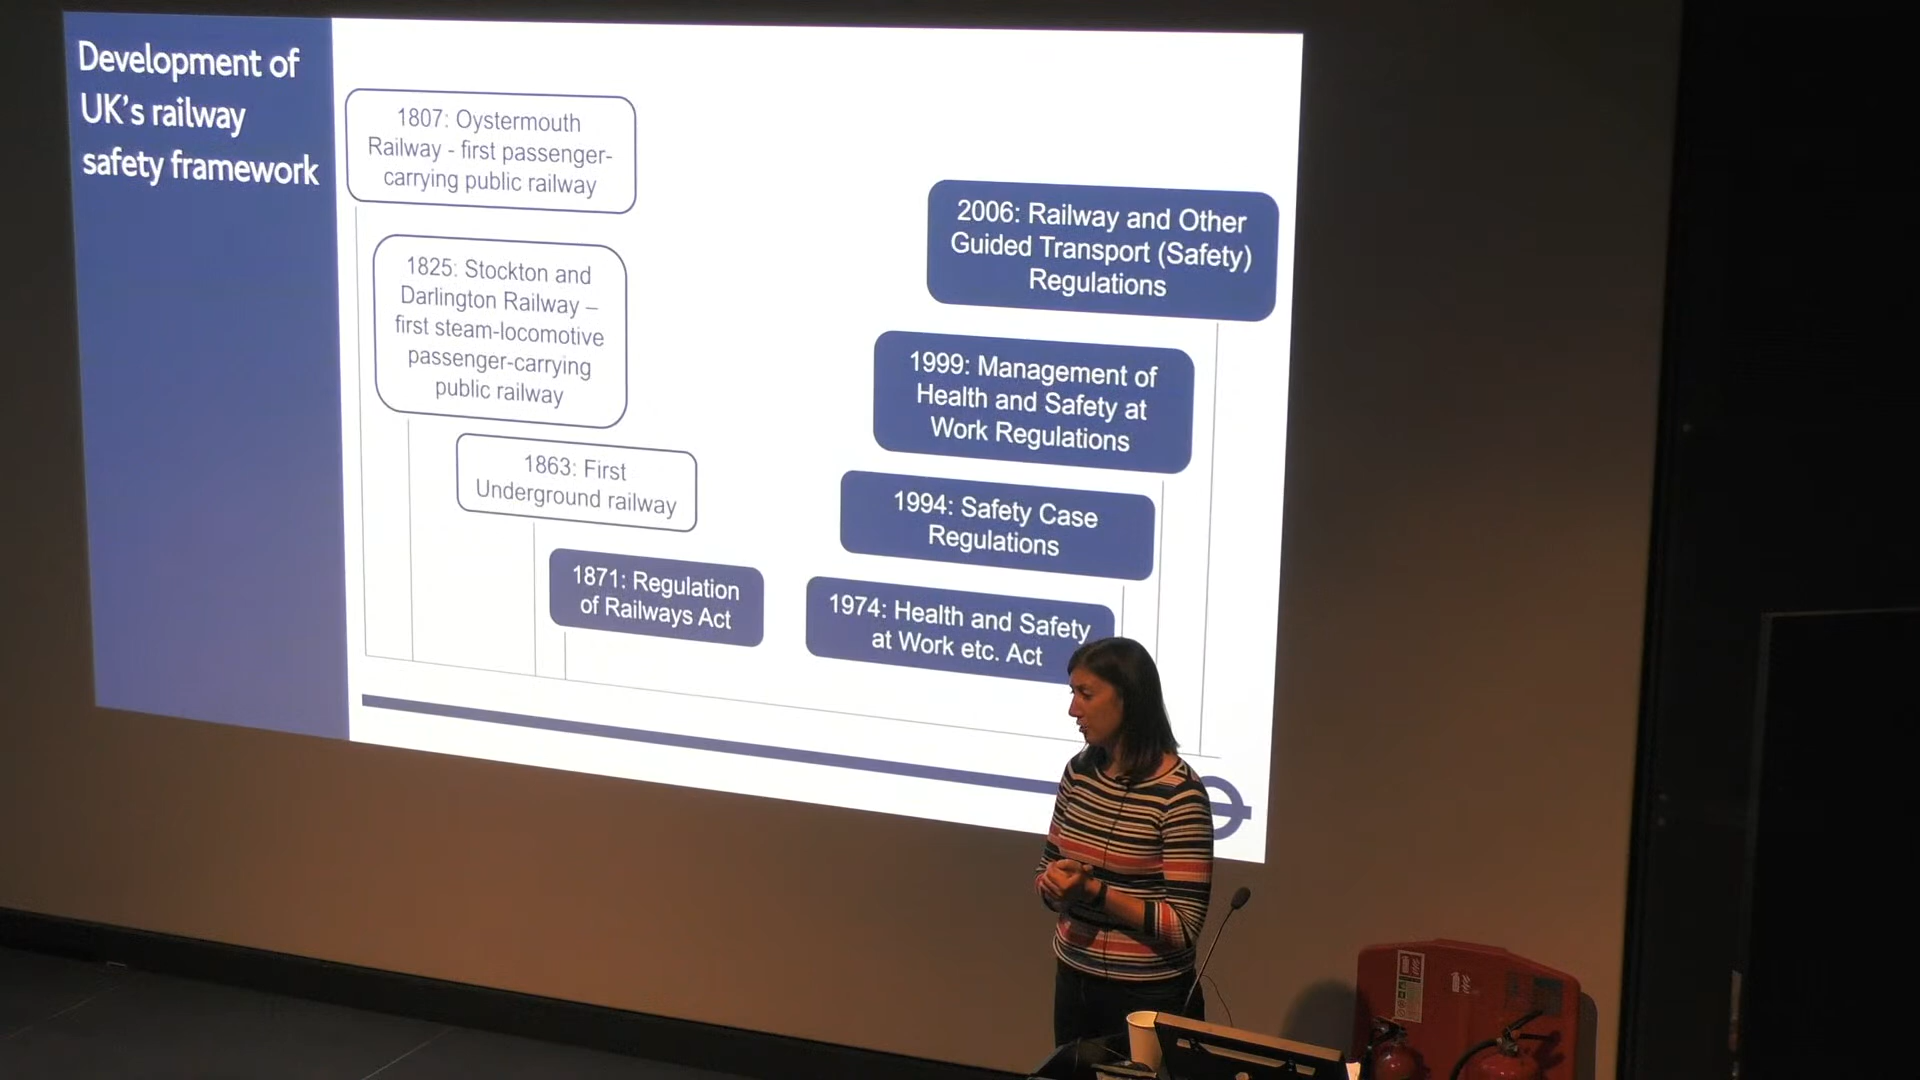 Development of
UK's railway
safety framework
1807: Oystermouth
Railway - first passenger-
carrying public railway
1825: Stockton and
Darlington Railway –
first steam-locomotive
passenger-carrying
public railway
1863: First
Underground railway
1871: Regulation
of Railways Act
1974: Health and Safety
at Work etc. Act
1994: Safety Case
Regulations
1999: Management of
Health and Safety at
Work Regulations
2006: Railway and Other
Guided Transport (Safety)
Regulations